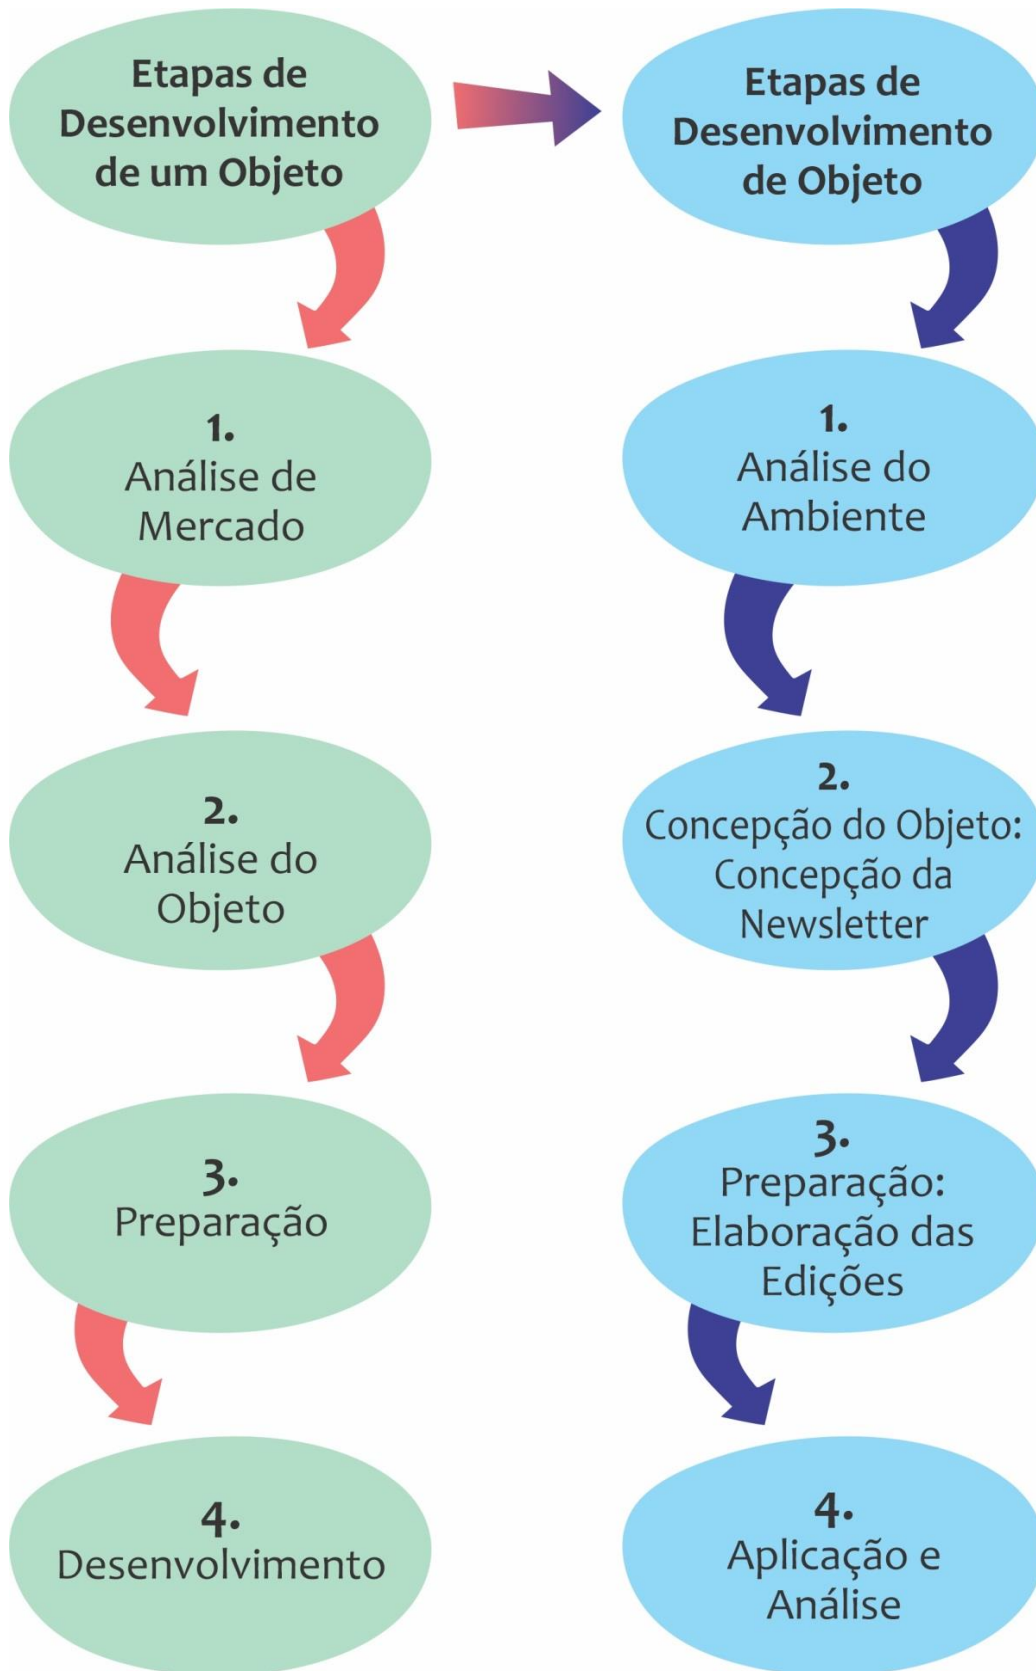 Etapas de
Desenvolvimento
de um Objeto
1.
Análise de
Mercado
2.
Análise do
Objeto
3.
Preparação
4.
Desenvolvimento
Etapas de
Desenvolvimento
de Objeto
1.
Análise do
Ambiente
2.
Concepção do Objeto:
Concepção da
Newsletter
3.
Preparação:
Elaboração das
Edições
4.
Aplicação e
Análise